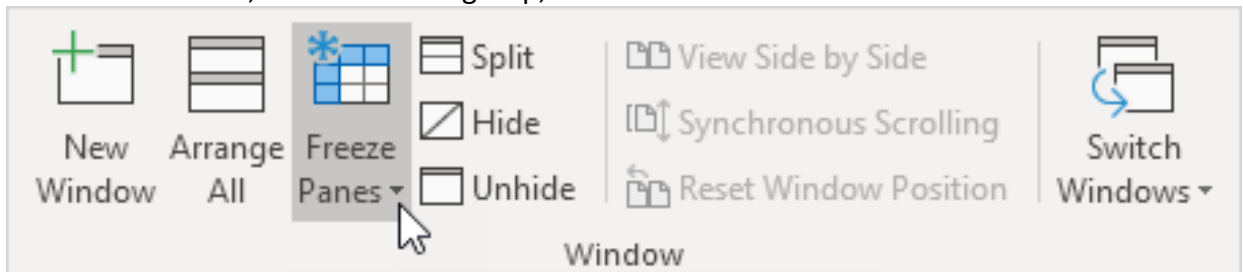 New Window
Arrange All
Freeze Panes
Split
Hide
Unhide
View Side by Side
Synchronous Scrolling
Reset Window Position
Switch Windows
Window